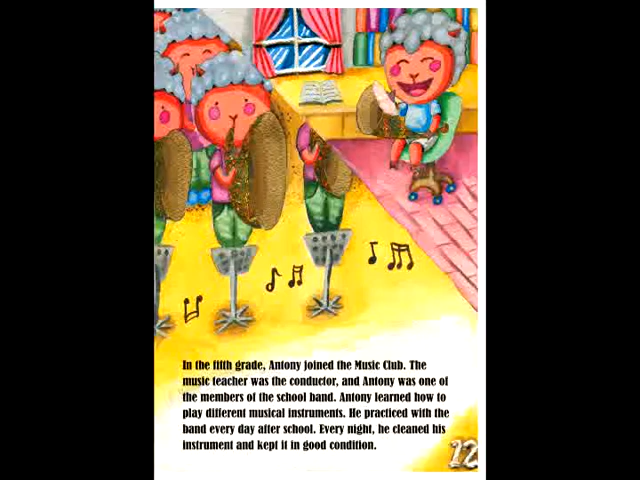 In the fifth grade, Antony joined the Music Club. The
music teacher was the conductor, and Antony was one of
the members of the school band. Antony learned how to
play different musical instruments. He practiced with the
band every day after school. Every night, he cleaned his
instrument and kept it in good condition.
12